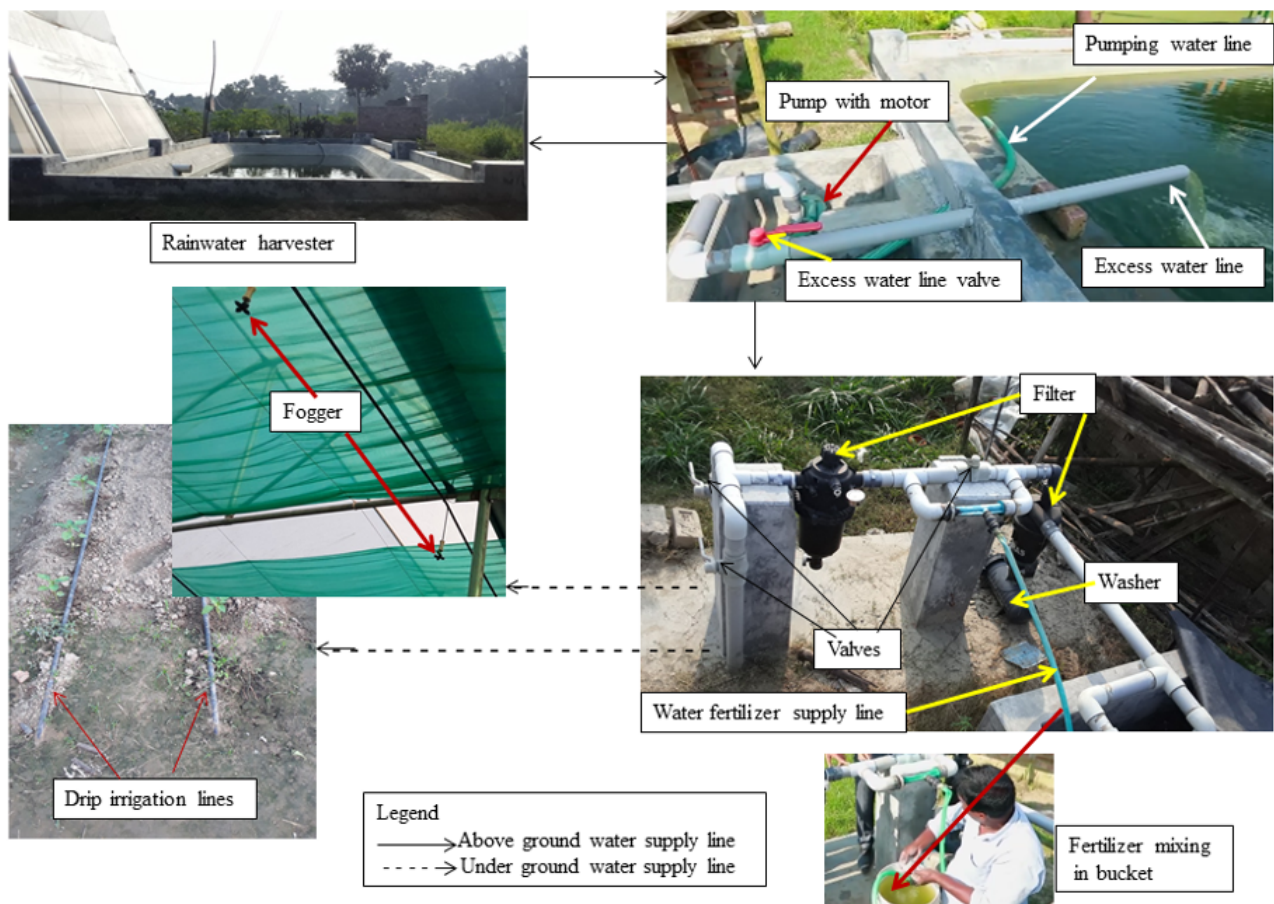 Pumping water line
Pump with motor
Rainwater harvester
Excess water line valve
Excess water line
Fogger
Filter
Washer
Valves
Water fertilizer supply line
Drip irrigation lines
Legend
Above ground water supply line
Under ground water supply line
Fertilizer mixing
in bucket